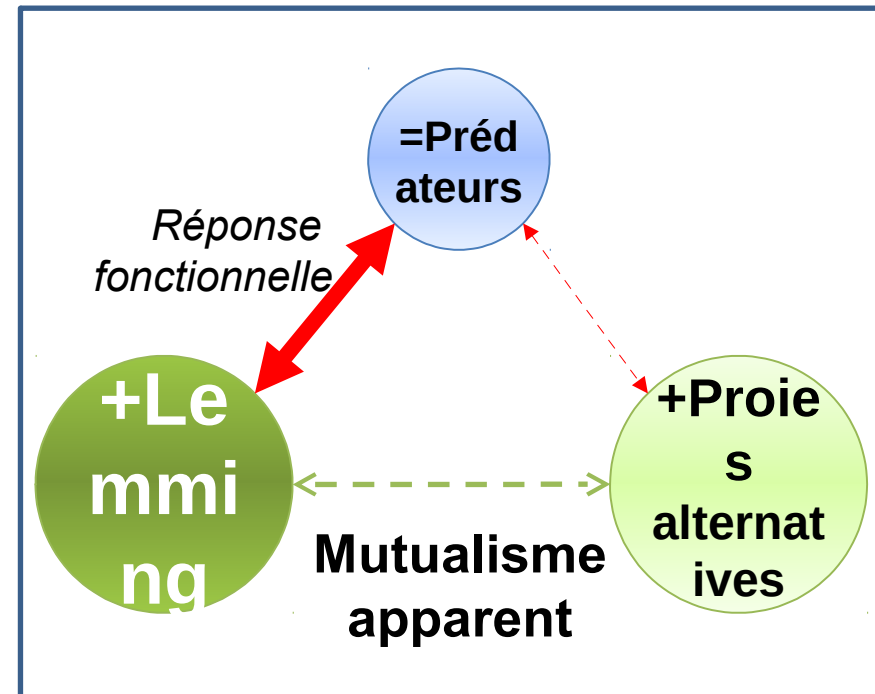 =Préd
ateurs
Réponse
fonctionnelle
+Le
mmi
ng
+Proie
s
alternat
ives
Mutualisme
apparent